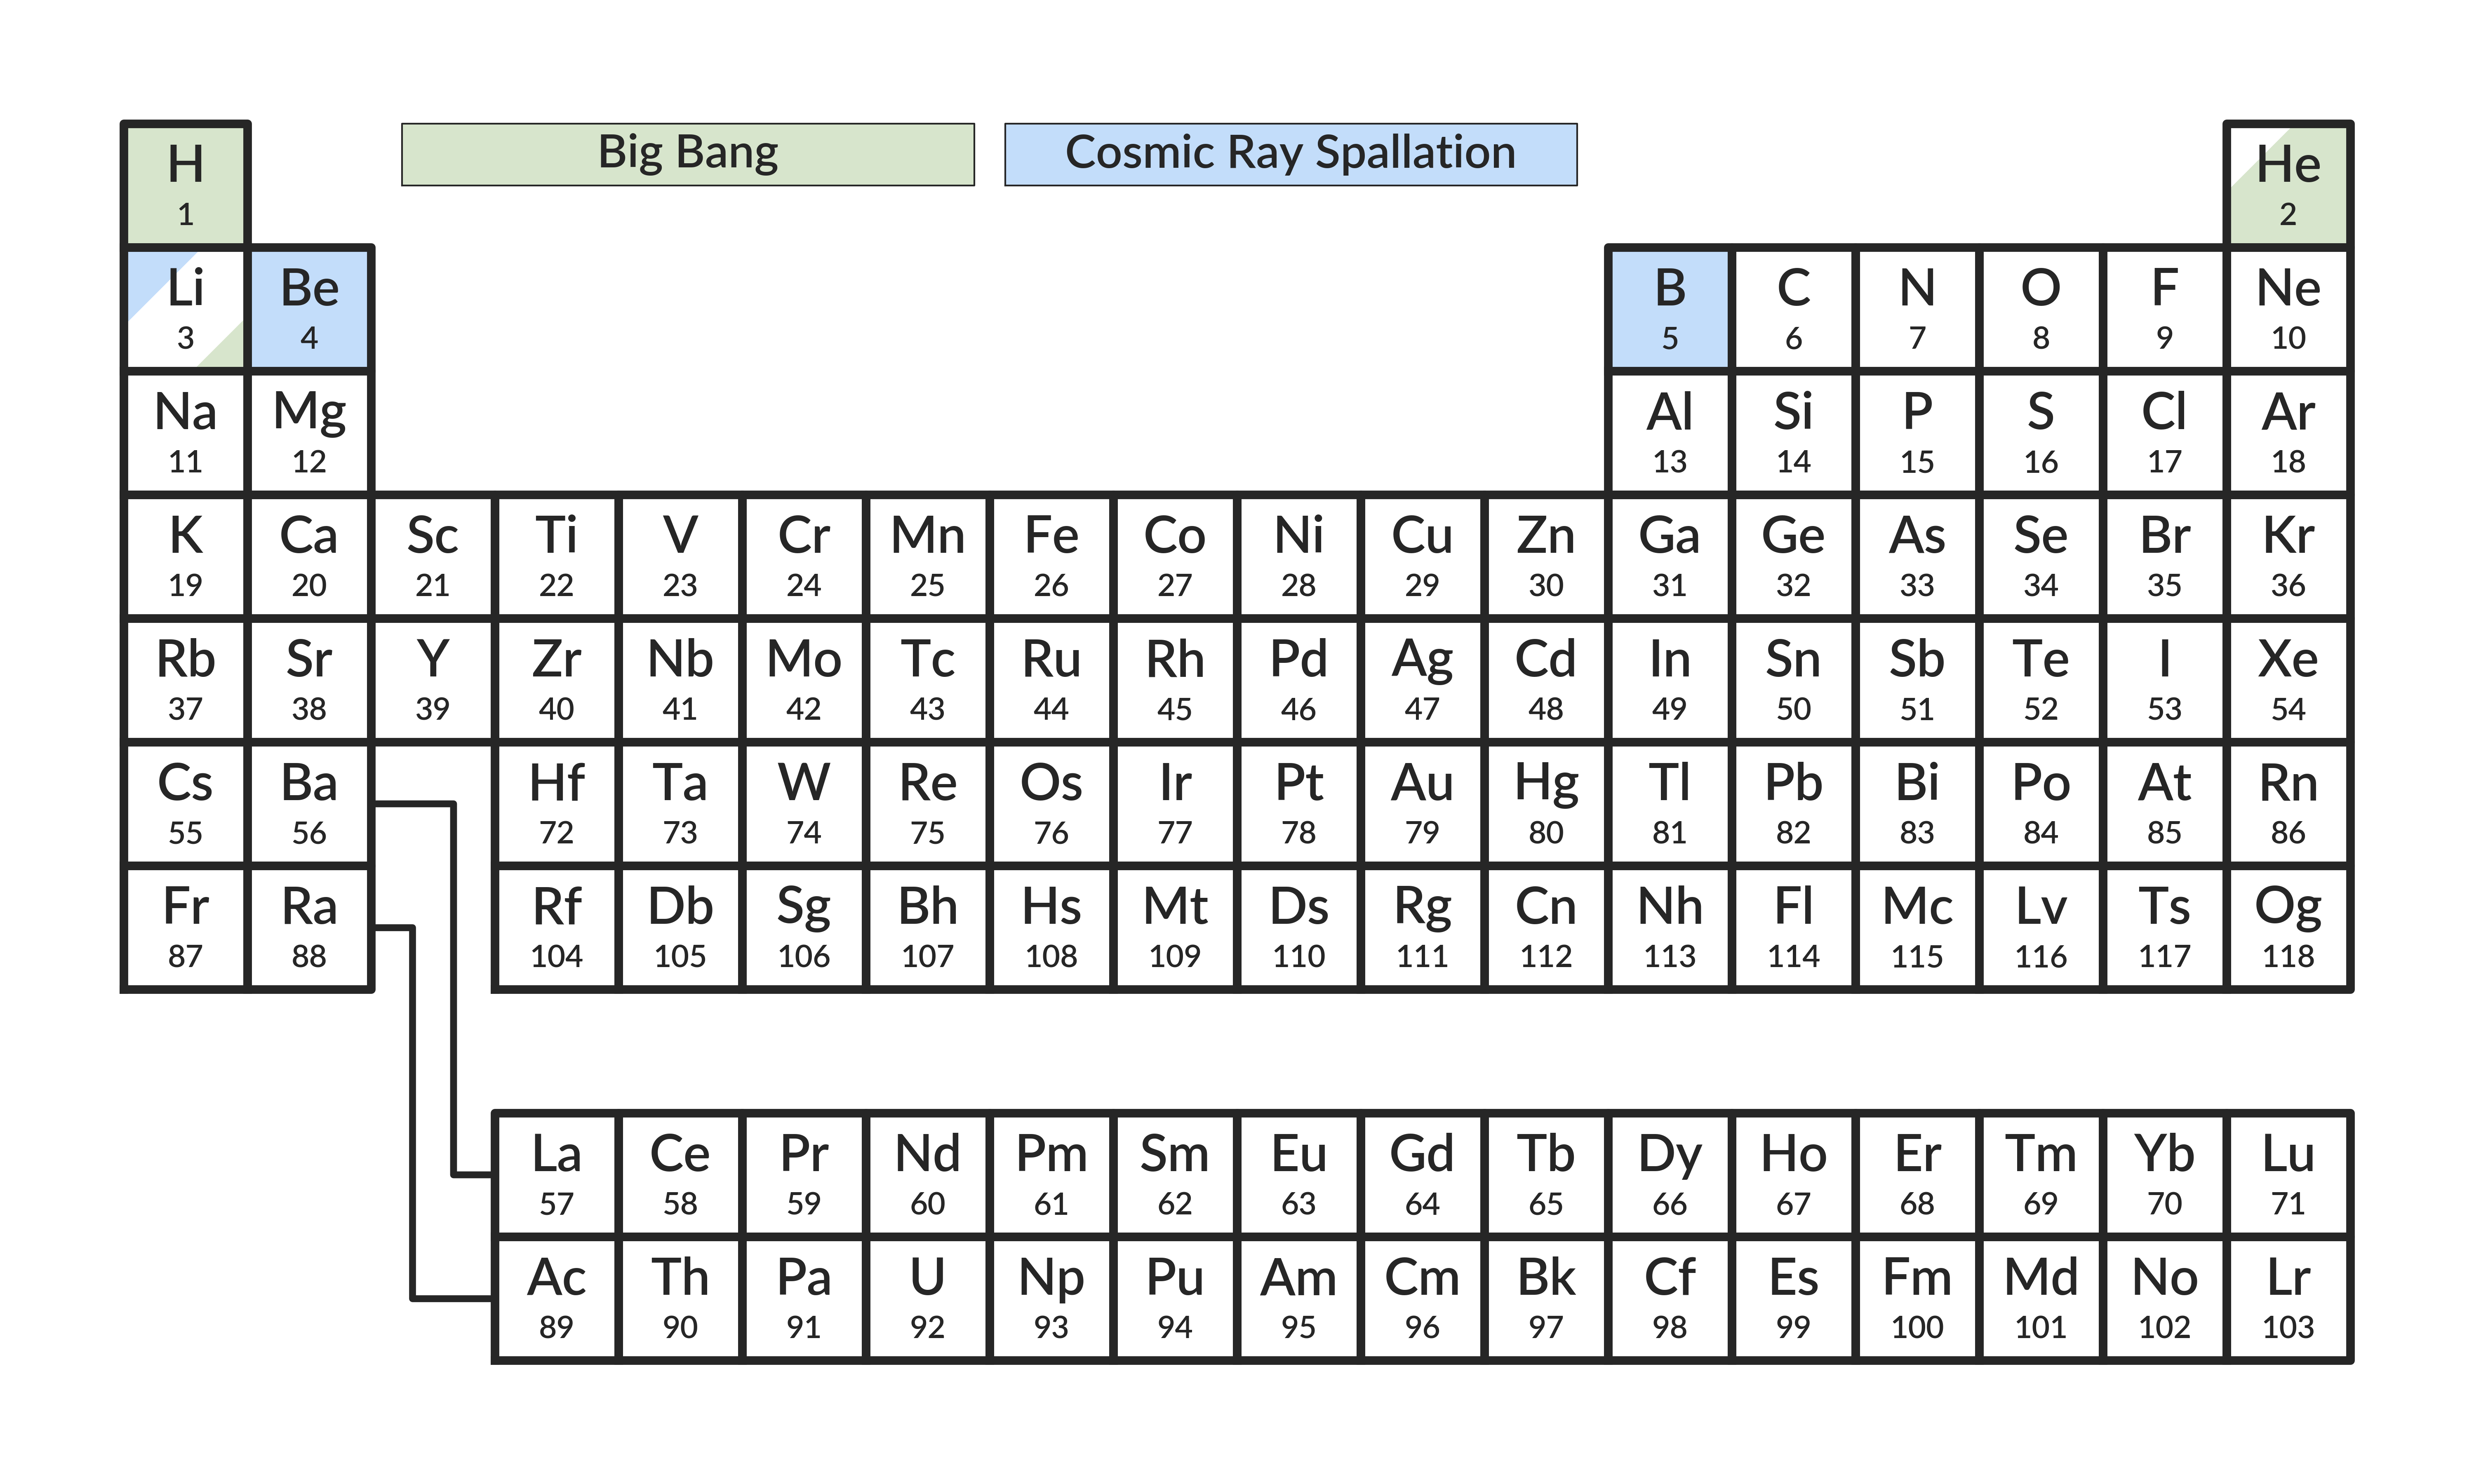 Big Bang Cosmic Ray Spallation
H He
1 2
Li Be B C N O F Ne
3 4 5 6 7 8 9 10
Na Mg Al Si P S Cl Ar
11 12 13 14 15 16 17 18
K Ca Sc Ti V Cr Mn Fe Co Ni Cu Zn Ga Ge As Se Br Kr
19 20 21 22 23 24 25 26 27 28 29 30 31 32 33 34 35 36
Rb Sr Y Zr Nb Mo Tc Ru Rh Pd Ag Cd In Sn Sb Te I Xe
37 38 39 40 41 42 43 44 45 46 47 48 49 50 51 52 53 54
Cs Ba Hf Ta W Re Os Ir Pt Au Hg Tl Pb Bi Po At Rn
55 56 72 73 74 75 76 77 78 79 80 81 82 83 84 85 86
Fr Ra Rf Db Sg Bh Hs Mt Ds Rg Cn Nh Fl Mc Lv Ts Og
87 88 104 105 106 107 108 109 110 111 112 113 114 115 116 117 118
La Ce Pr Nd Pm Sm Eu Gd Tb Dy Ho Er Tm Yb Lu
57 58 59 60 61 62 63 64 65 66 67 68 69 70 71
Ac Th Pa U Np Pu Am Cm Bk Cf Es Fm Md No Lr
89 90 91 92 93 94 95 96 97 98 99 100 101 102 103